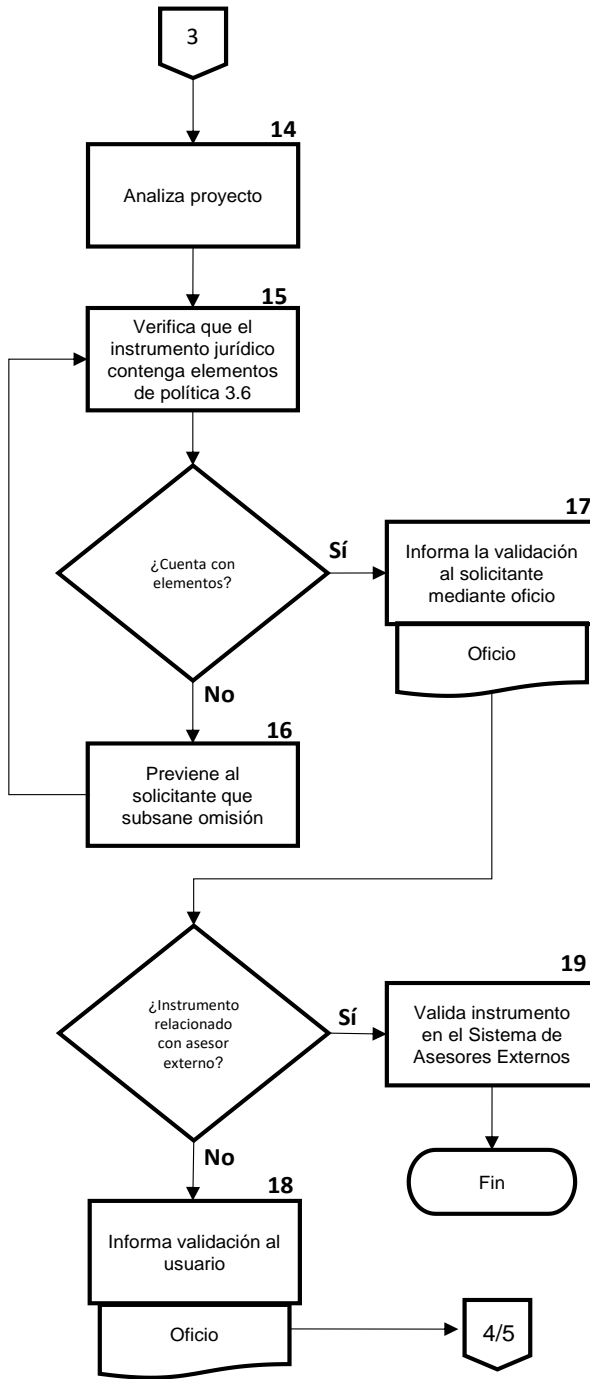 3
14
Analiza proyecto
15
Verifica que el
instrumento jurídico
contenga elementos
de política 3.6
¿Cuenta con
elementos?
Sí
17
Informa la validación
al solicitante
mediante oficio
Oficio
No
16
Previene al
solicitante que
subsane omisión
¿Instrumento
relacionado
con asesor
externo?
Sí
19
Valida instrumento
en el Sistema de
Asesores Externos
Fin
No
18
Informa validación al
usuario
Oficio
4/5